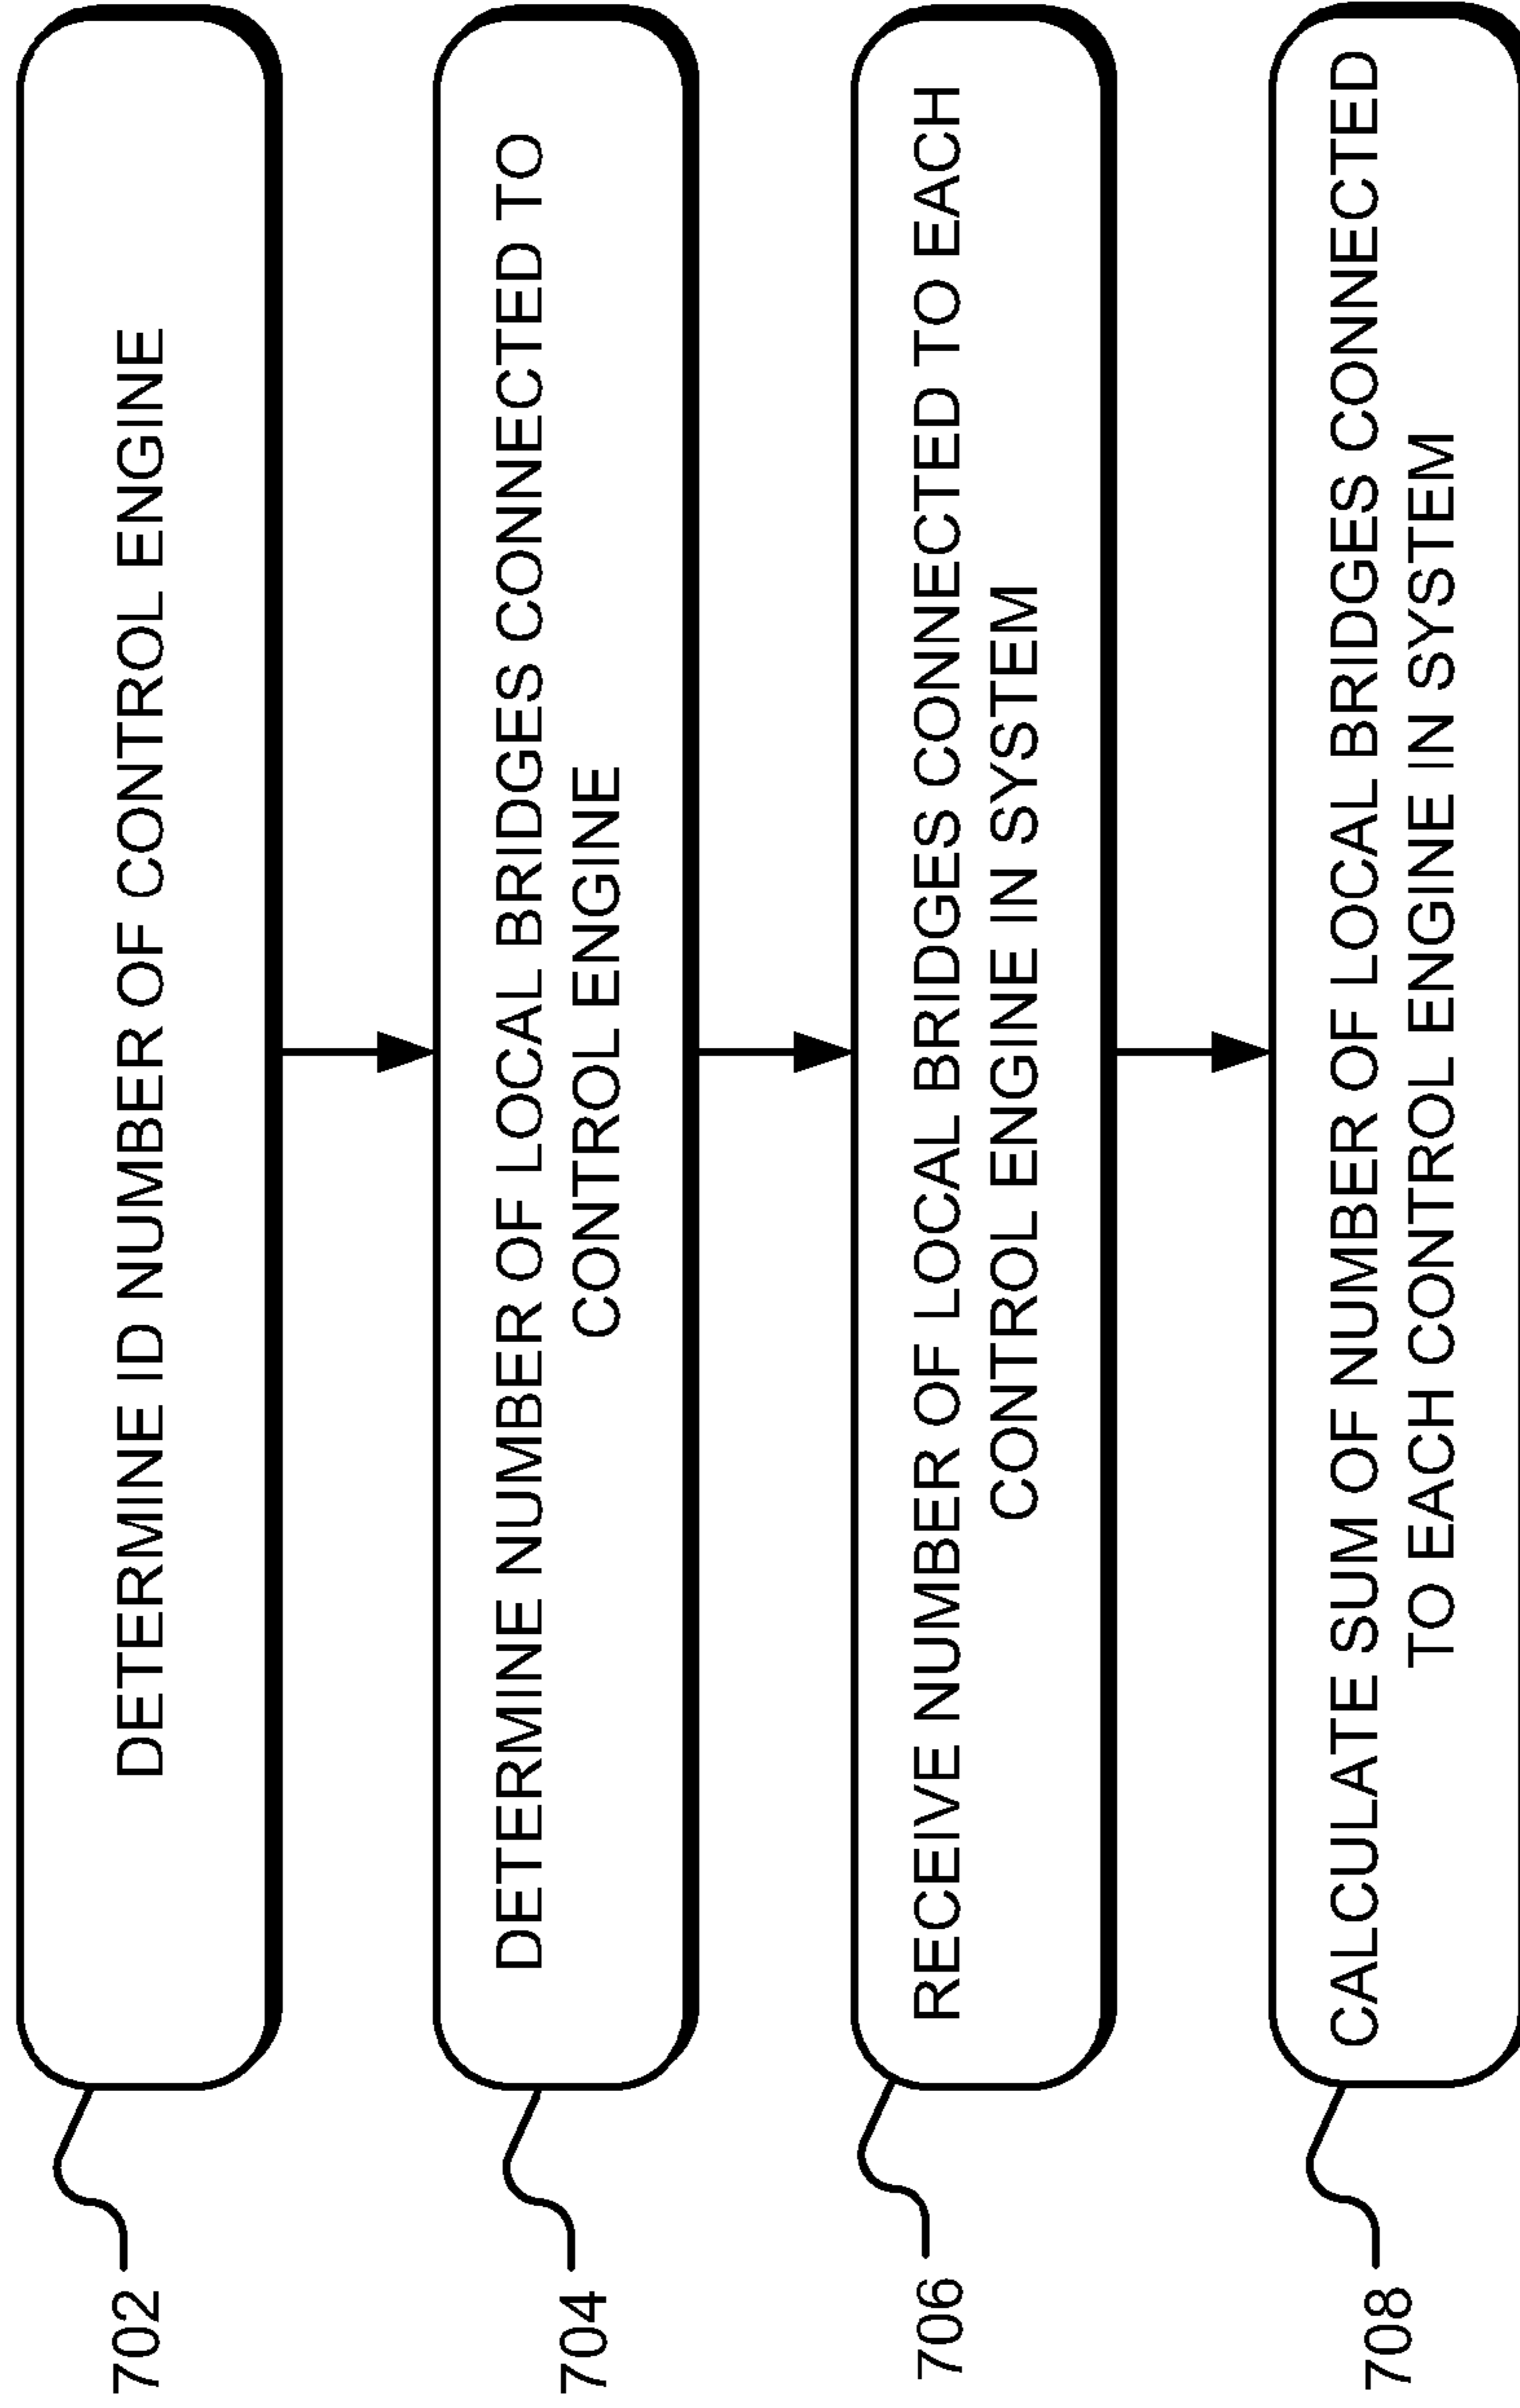 702
DETERMINE ID NUMBER OF CONTROL ENGINE
704
DETERMINE NUMBER OF LOCAL BRIDGES CONNECTED TO
CONTROL ENGINE
706
RECEIVE NUMBER OF LOCAL BRIDGES CONNECTED TO EACH
CONTROL ENGINE IN SYSTEM
708
CALCULATE SUM OF NUMBER OF LOCAL BRIDGES CONNECTED
TO EACH CONTROL ENGINE IN SYSTEM